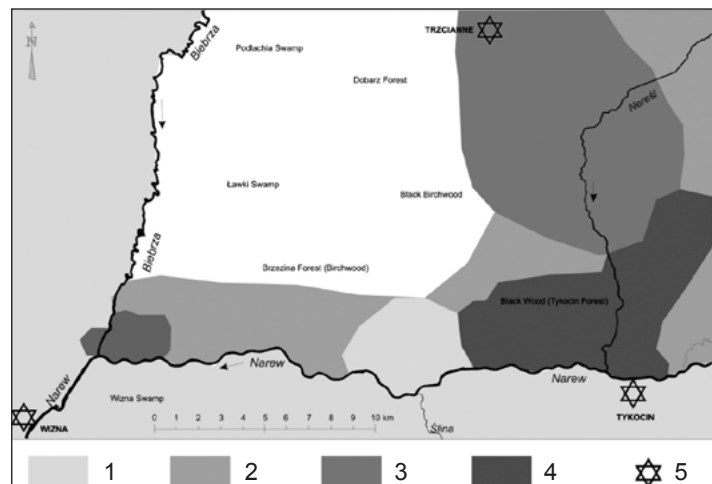 N
Biebrza
Podlachia Swamp
TRZCIANNE
Dobarz Forest
Nereśl
Ławki Swamp
Black Birchwood
Biebrza
Brzezina Forest (Birchwood)
Black Wood (Tykocin Forest)
Narew
Narew
Narew
Wizna Swamp
WIZNA
0 1 2 3 4 5 6 7 8 9 10 km
Ślina
TYKOCIN
1 2 3 4 5